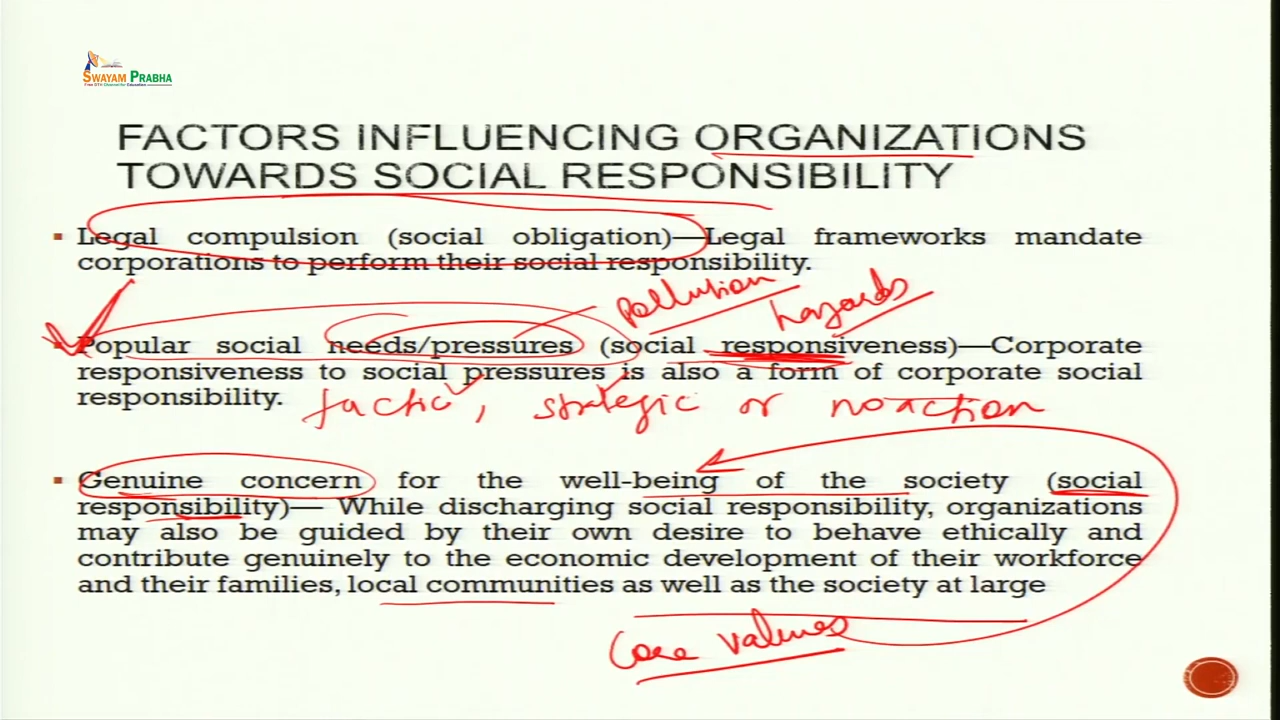 SWAYAM PRABHA
Free DTH Channel for Education
FACTORS INFLUENCING ORGANIZATIONS
TOWARDS SOCIAL RESPONSIBILITY
Legal compulsion (social obligation)—Legal frameworks mandate
corporations to perform their social responsibility.
Pollution
hazards
Popular social needs/pressures (social responsiveness)—Corporate
responsiveness to social pressures is also a form of corporate social
responsibility.
tactic, strategic or no action
Genuine concern for the well-being of the society (social
responsibility)— While discharging social responsibility, organizations
may also be guided by their own desire to behave ethically and
contribute genuinely to the economic development of their workforce
and their families, local communities as well as the society at large
Core values